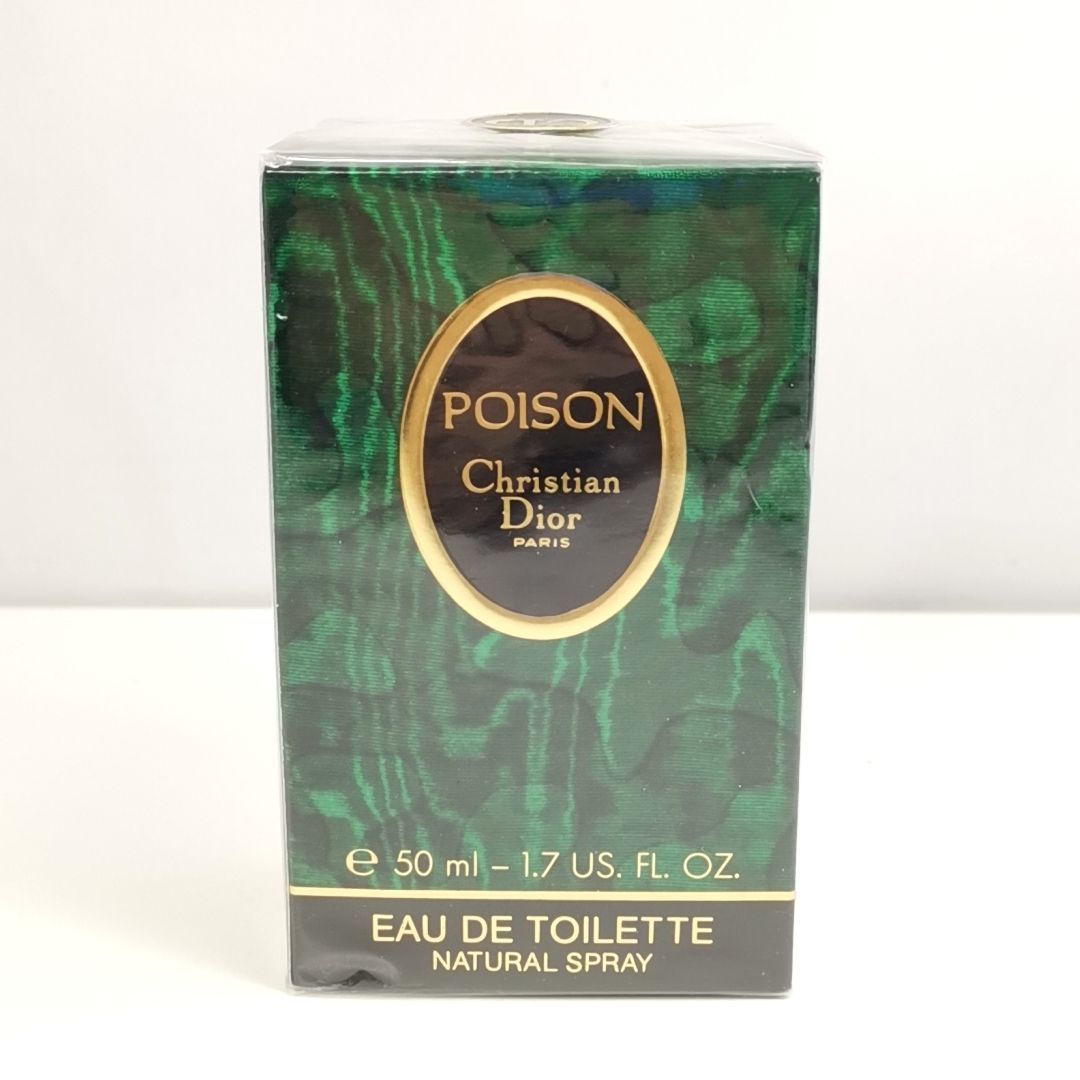 POISON
Christian
Dior
PARIS
e 50 ml – 1.7 US. FL. OZ.
EAU DE TOILETTE
NATURAL SPRAY